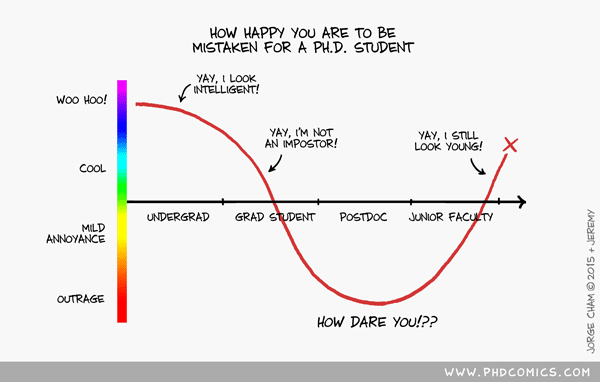 HOW HAPPY YOU ARE TO BE
MISTAKEN FOR A PH.D. STUDENT
WOO HOO!
YAY, I LOOK
INTELLIGENT!
YAY, I'M NOT
AN IMPOSTOR!
YAY, I STILL
LOOK YOUNG!
COOL
UNDERGRAD
GRAD STUDENT
POSTDOC
JUNIOR FACULTY
MILD
ANNOYANCE
OUTRAGE
HOW DARE YOU!??
JORGE CHAM © 2015 + JEREMY
WWW.PHDCOMICS.COM